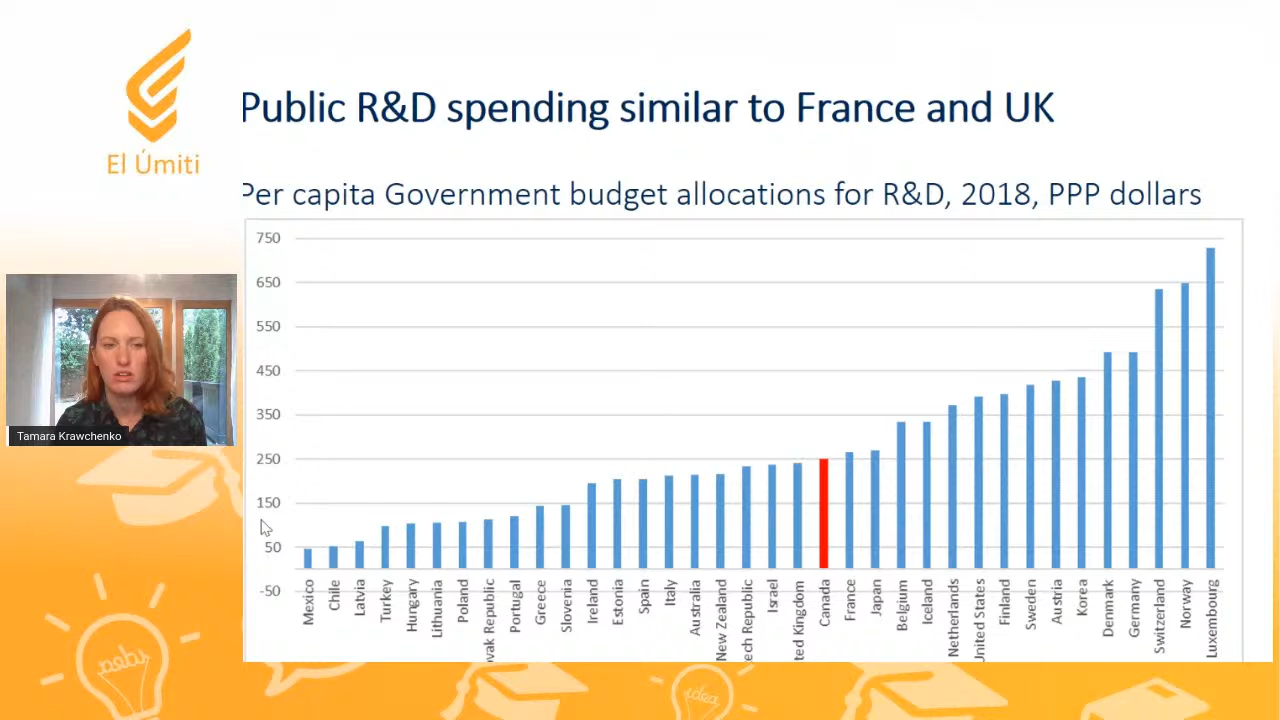 El Úmiti
Public R&D spending similar to France and UK
Per capita Government budget allocations for R&D, 2018, PPP dollars
750
650
550
450
350
250
150
50
-50
Mexico
Chile
Latvia
Turkey
Hungary
Lithuania
Poland
vak Republic
Portugal
Greece
Slovenia
Ireland
Estonia
Spain
Italy
Australia
New Zealand
ech Republic
Israel
ted Kingdom
Canada
France
Japan
Belgium
Iceland
Netherlands
United States
Finland
Sweden
Austria
Korea
Denmark
Germany
Switzerland
Norway
Luxembourg
Tamara Krawchenko
idea
idea